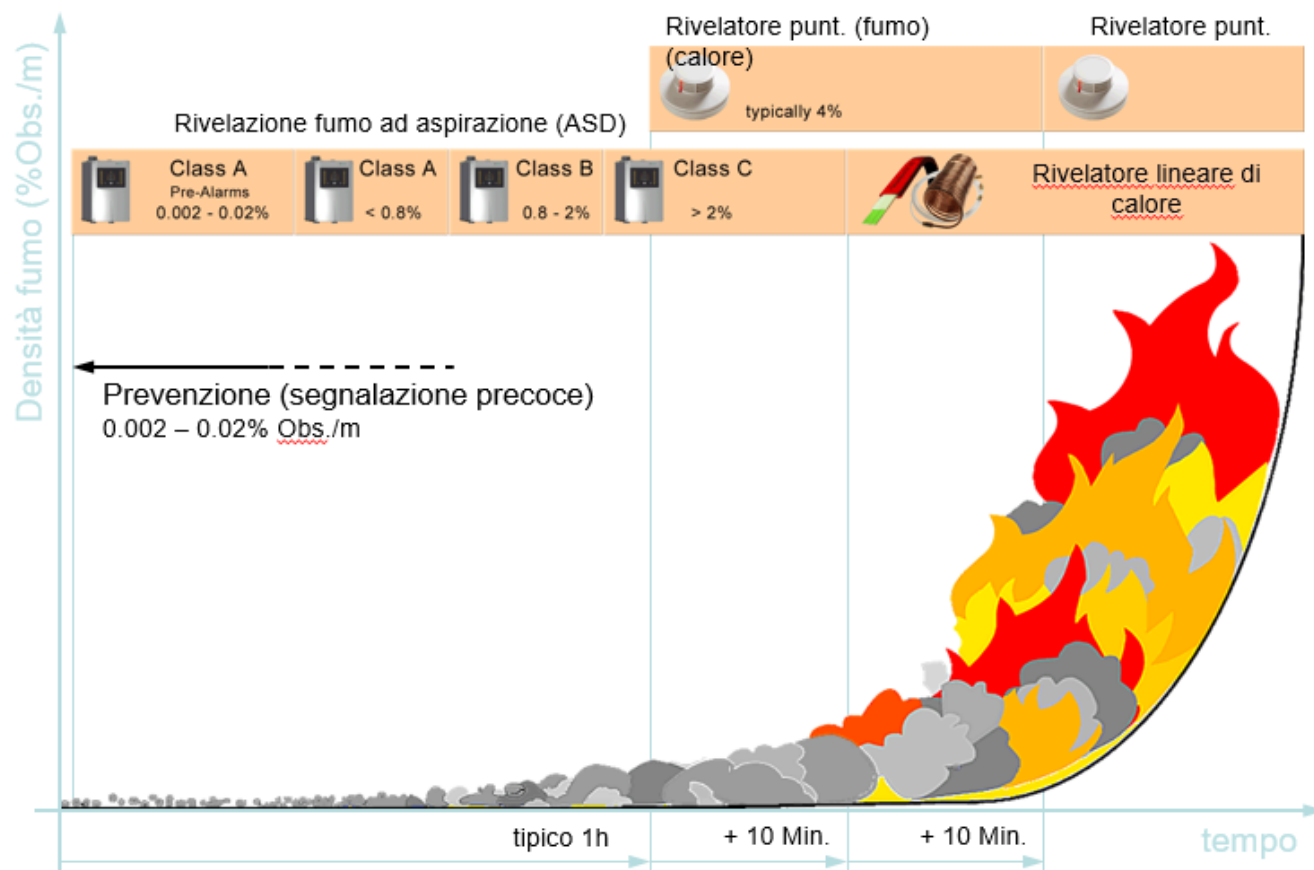 Rivelatore punt. (fumo)
(calore)
Rivelatore punt.
typically 4%
Rivelazione fumo ad aspirazione (ASD)
Class A
Pre-Alarms
0.002 - 0.02%
Class A
< 0.8%
Class B
0.8 - 2%
Class C
> 2%
Rivelatore lineare di
calore
Densità fumo (%Obs./m)
Prevenzione (segnalazione precoce)
0.002 – 0.02% Obs./m
tipico 1h
+ 10 Min.
+ 10 Min.
tempo